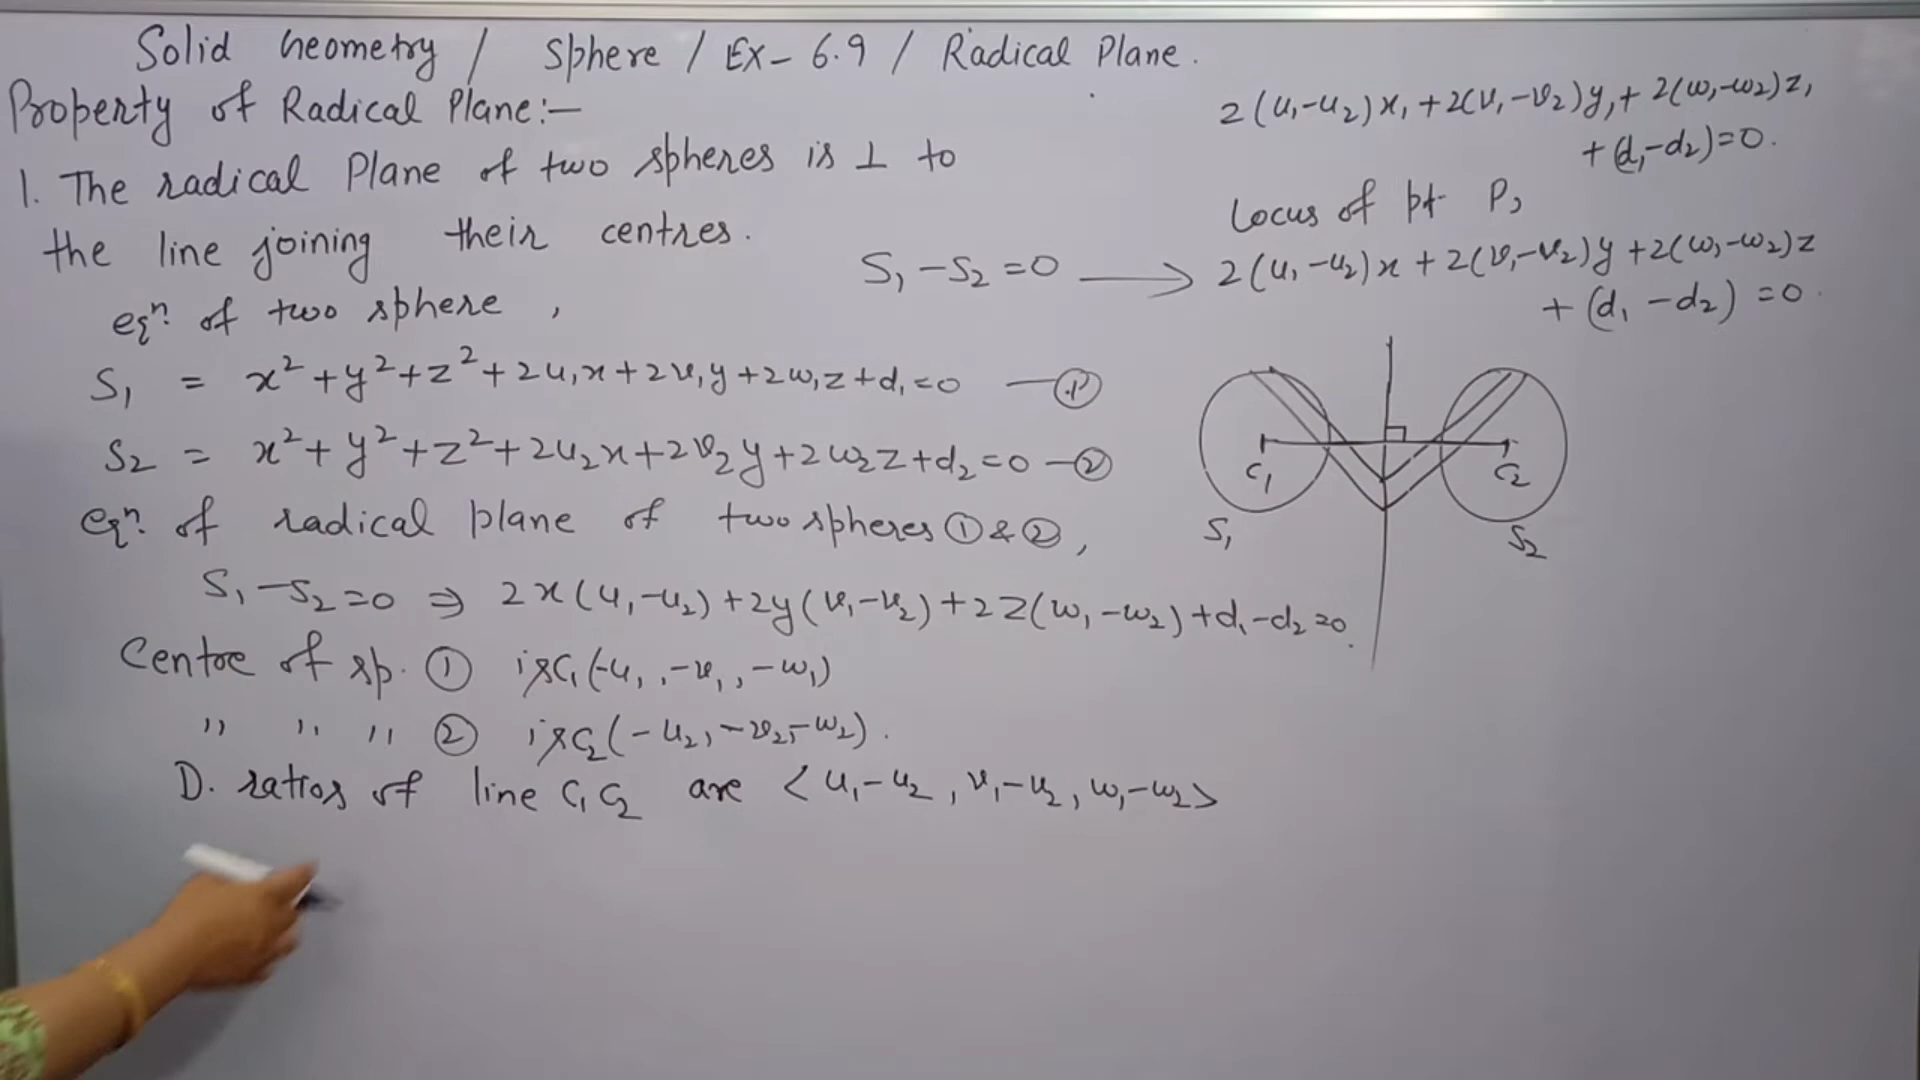 Solid Geometry / Sphere / Ex- 6.9 / Radical Plane.
Property of Radical Plane:-
1. The radical Plane of two spheres is ⊥ to
the line joining their centres.
eqⁿ. of two sphere ,
S₁ = x²+y²+z²+2u₁x+2v₁y+2w₁z+d₁=0 —①
S₂ = x²+y²+z²+2u₂x+2v₂y+2w₂z+d₂=0 —②
eqⁿ. of radical plane of two spheres ① & ②,
S₁-S₂=0 ⇒ 2x(u₁-u₂)+2y(v₁-v₂)+2z(w₁-w₂)+d₁-d₂=0.
Centre of sp. ① is C₁(-u₁, -v₁, -w₁)
" " " ② is C₂(-u₂, -v₂, -w₂).
D. ratios of line C₁C₂ are <u₁-u₂, v₁-v₂, w₁-w₂>
2(u₁-u₂)x₁+2(v₁-v₂)y₁+2(w₁-w₂)z₁
+(d₁-d₂)=0.
Locus of pt P,
S₁-S₂=0 → 2(u₁-u₂)x+2(v₁-v₂)y+2(w₁-w₂)z
+(d₁-d₂)=0.
C₁ C₂
S₁ S₂